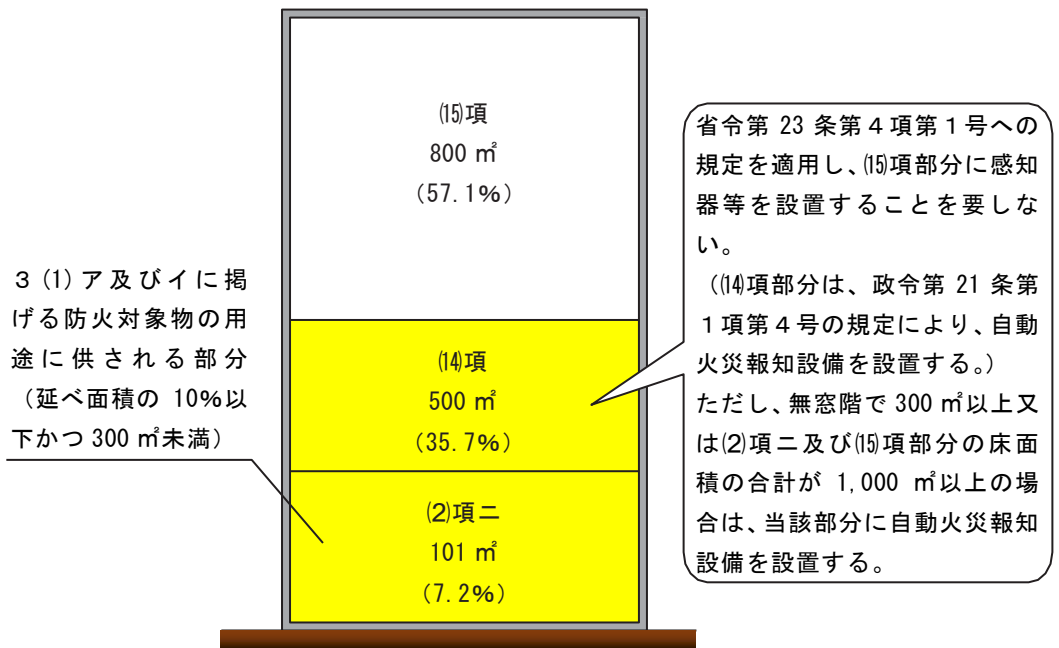 ⒂項
800 ㎡
（57.1％）
⒁項
500 ㎡
（35.7％）
⑵項ニ
101 ㎡
（7.2％）
３(1)ア及びイに掲
げる防火対象物の用
途に供される部分
（延べ面積の 10％以
下かつ 300 ㎡未満）
省令第 23 条第４項第１号ヘの
規定を適用し、⒂項部分に感知
器等を設置することを要しな
い。
（⒁項部分は、政令第 21 条第
１項第４号の規定により、自動
火災報知設備を設置する。）
ただし、無窓階で 300 ㎡以上又
は⑵項ニ及び⒂項部分の床面
積の合計が 1,000 ㎡以上の場
合は、当該部分に自動火災報知
設備を設置する。